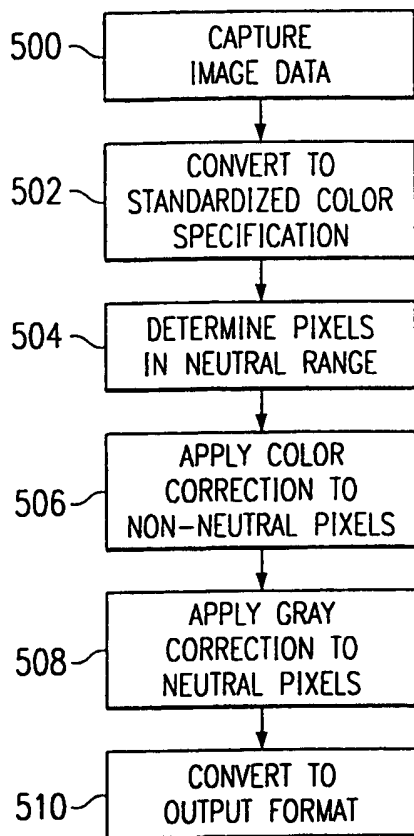 500
CAPTURE
IMAGE DATA
502
CONVERT TO
STANDARDIZED COLOR
SPECIFICATION
504
DETERMINE PIXELS
IN NEUTRAL RANGE
506
APPLY COLOR
CORRECTION TO
NON-NEUTRAL PIXELS
508
APPLY GRAY
CORRECTION TO
NEUTRAL PIXELS
510
CONVERT TO
OUTPUT FORMAT